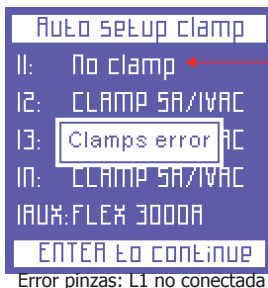 Auto setup clamp
I1: No clamp
I2: CLAMP 5A/1VAC
I3: AC
Clamps error
In: CLAMP 5A/1VAC
IAUX:FLEX 3000A
ENTER to continue
Error pinzas: L1 no conectada